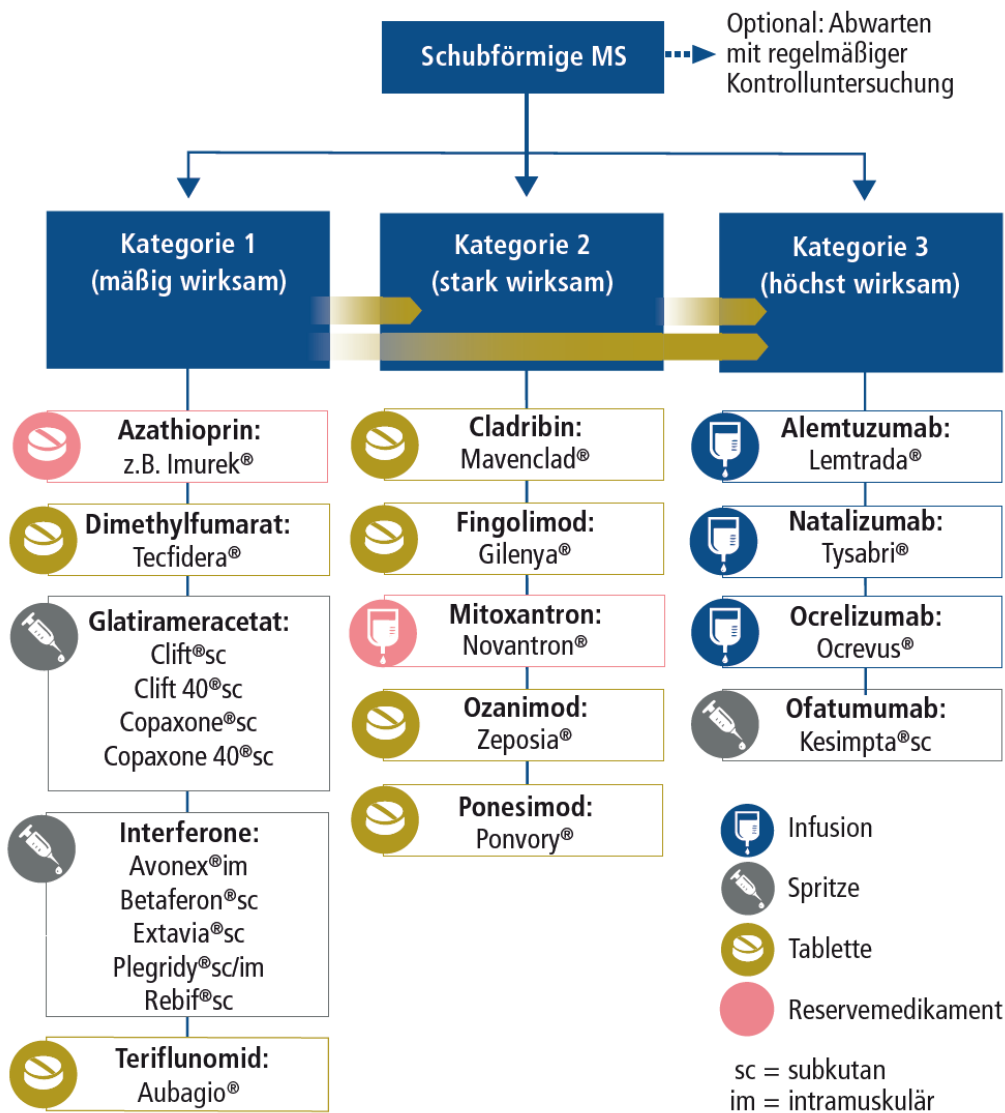 Schubförmige MS
Optional: Abwarten
mit regelmäßiger
Kontrolluntersuchung
Kategorie 1
(mäßig wirksam)
Kategorie 2
(stark wirksam)
Kategorie 3
(höchst wirksam)
Azathioprin:
z.B. Imurek®
Dimethylfumarat:
Tecfidera®
Glatirameracetat:
Clift®sc
Clift 40®sc
Copaxone®sc
Copaxone 40®sc
Interferone:
Avonex®im
Betaferon®sc
Extavia®sc
Plegridy®sc/im
Rebif®sc
Teriflunomid:
Aubagio®
Cladribin:
Mavenclad®
Fingolimod:
Gilenya®
Mitoxantron:
Novantron®
Ozanimod:
Zeposia®
Ponesimod:
Ponvory®
Alemtuzumab:
Lemtrada®
Natalizumab:
Tysabri®
Ocrelizumab:
Ocrevus®
Ofatumumab:
Kesimpta®sc
Infusion
Spritze
Tablette
Reservemedikament
sc = subkutan
im = intramuskulär